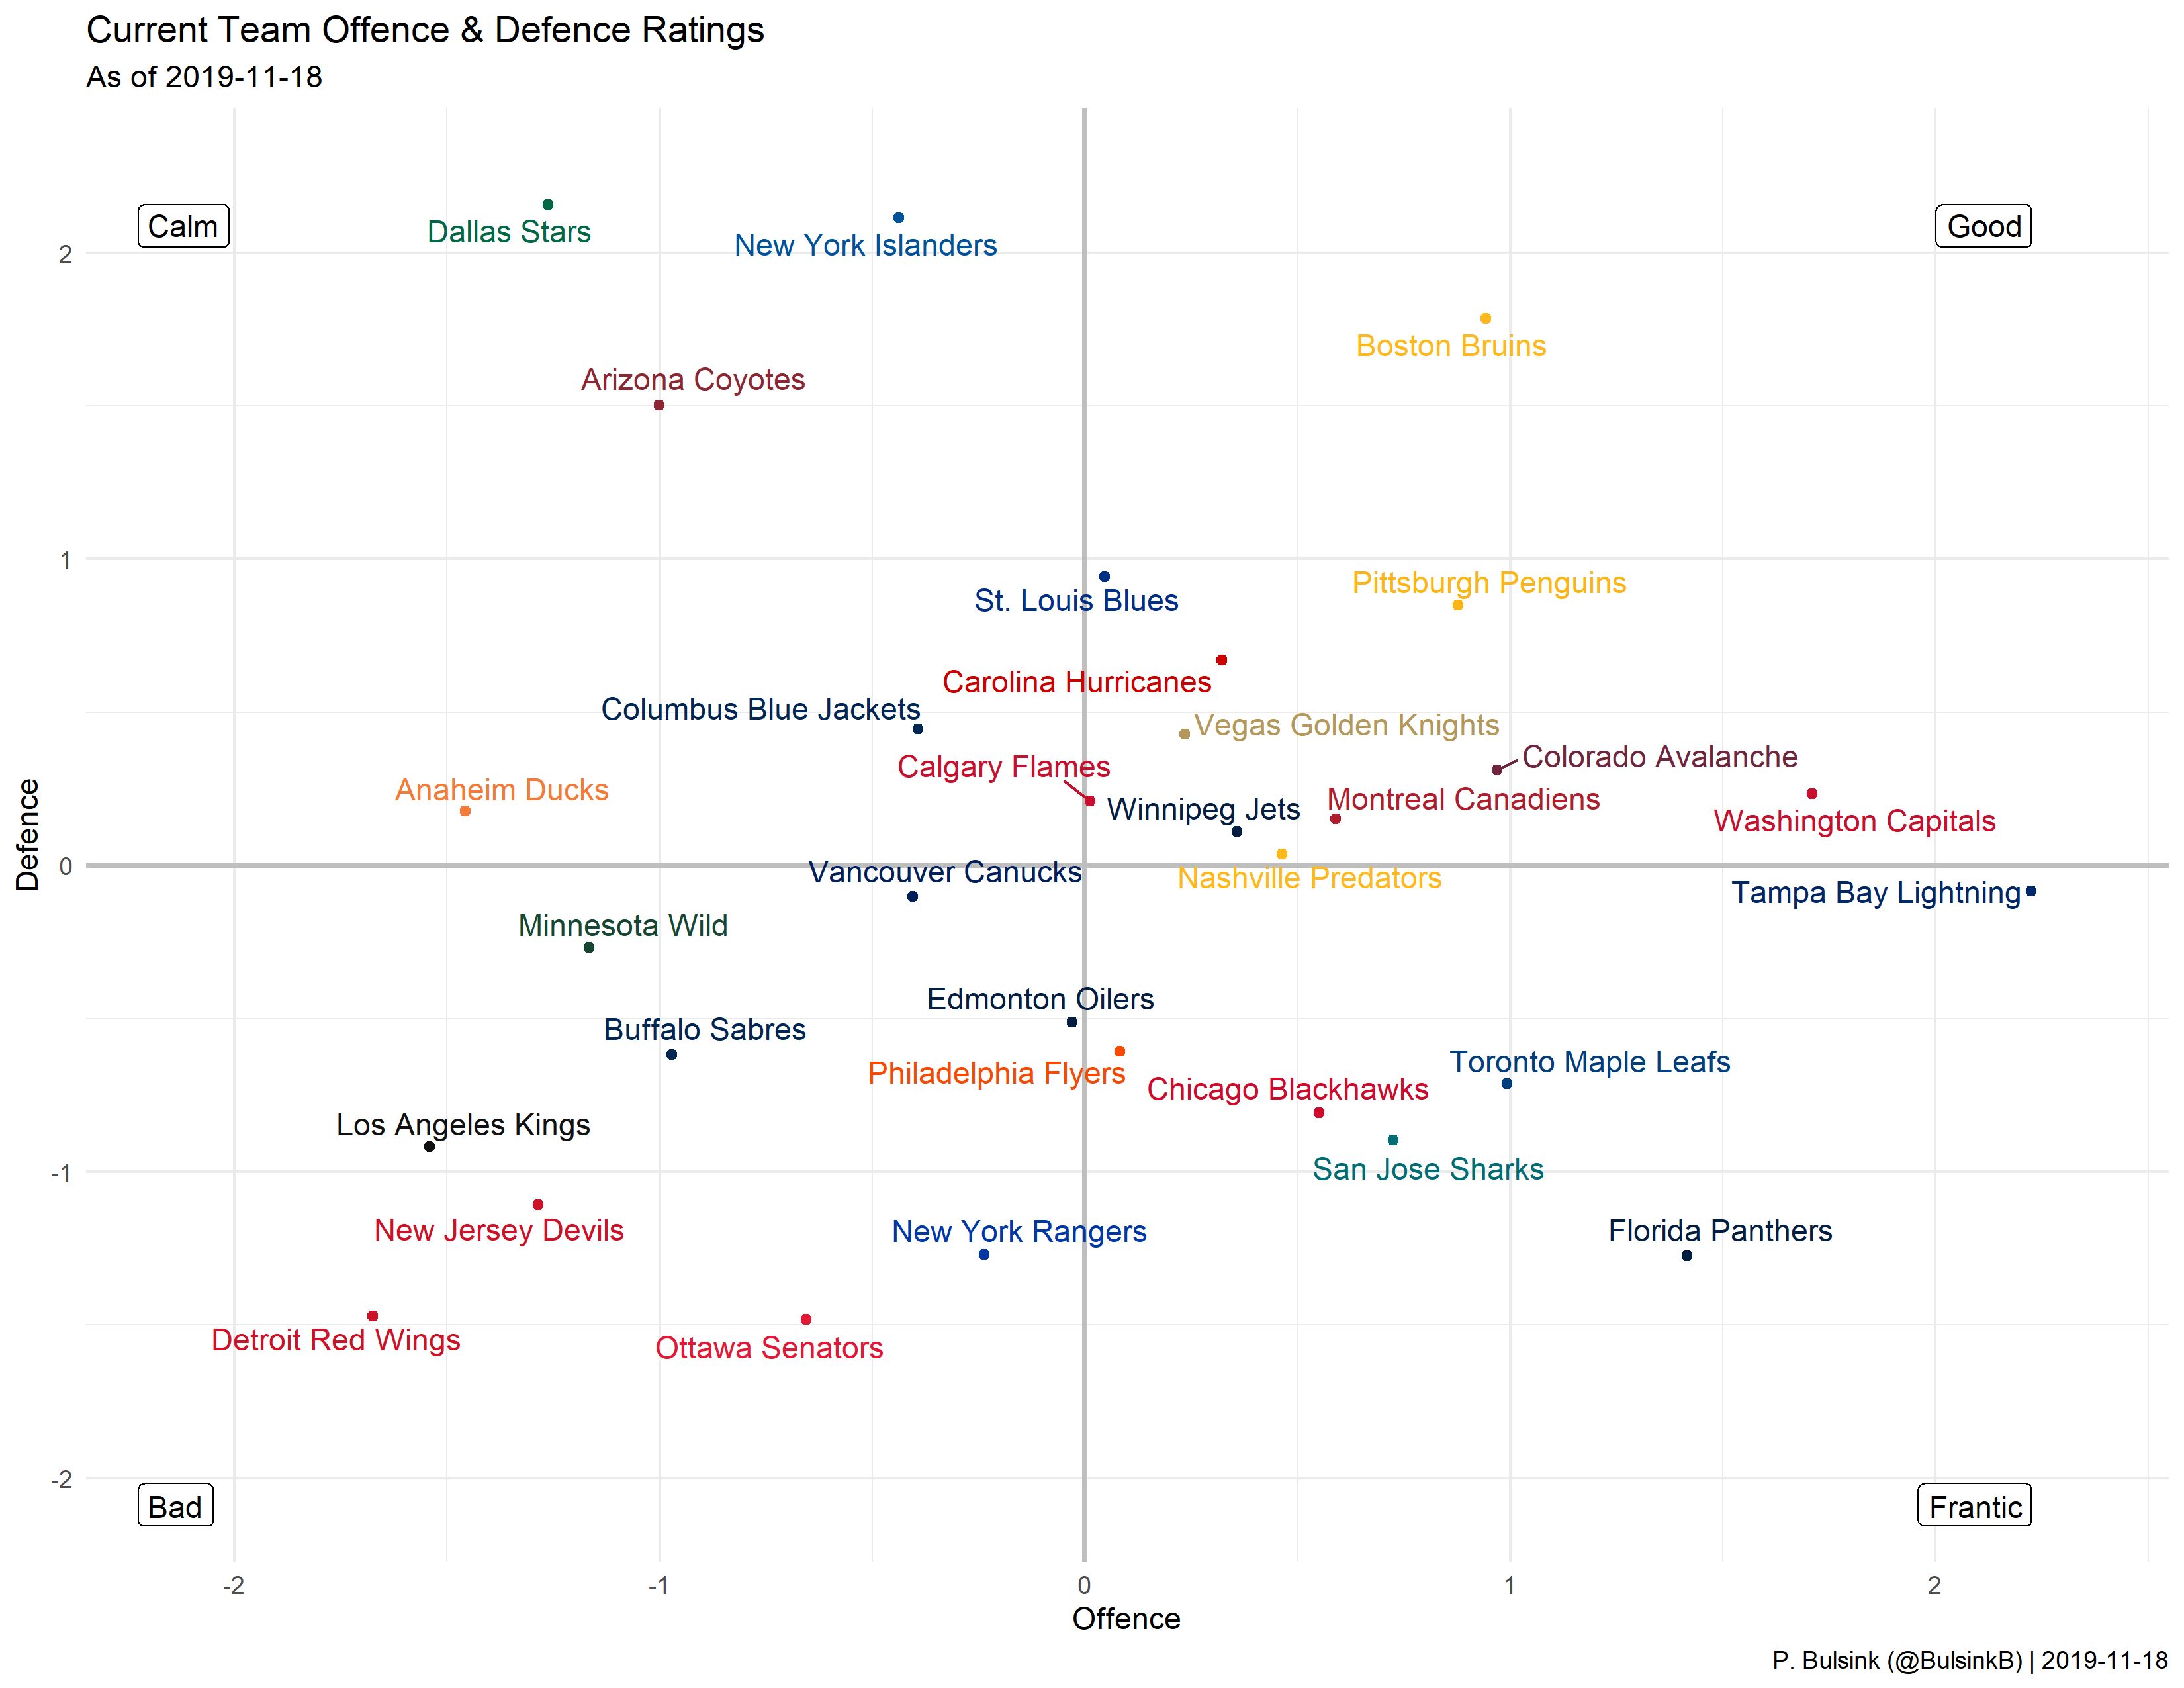 Current Team Offence & Defence Ratings
As of 2019-11-18
Calm
Good
Dallas Stars
New York Islanders
2
Boston Bruins
Arizona Coyotes
1
Pittsburgh Penguins
St. Louis Blues
Carolina Hurricanes
Columbus Blue Jackets
Vegas Golden Knights
Colorado Avalanche
Calgary Flames
Anaheim Ducks
Montreal Canadiens
Winnipeg Jets
Washington Capitals
Defence
0
Vancouver Canucks
Nashville Predators
Tampa Bay Lightning
Minnesota Wild
Edmonton Oilers
Buffalo Sabres
Toronto Maple Leafs
Philadelphia Flyers
Chicago Blackhawks
Los Angeles Kings
-1
San Jose Sharks
New Jersey Devils
New York Rangers
Florida Panthers
Detroit Red Wings
Ottawa Senators
-2
Bad
Frantic
-2
-1
0
1
2
Offence
P. Bulsink (@BulsinkB) | 2019-11-18